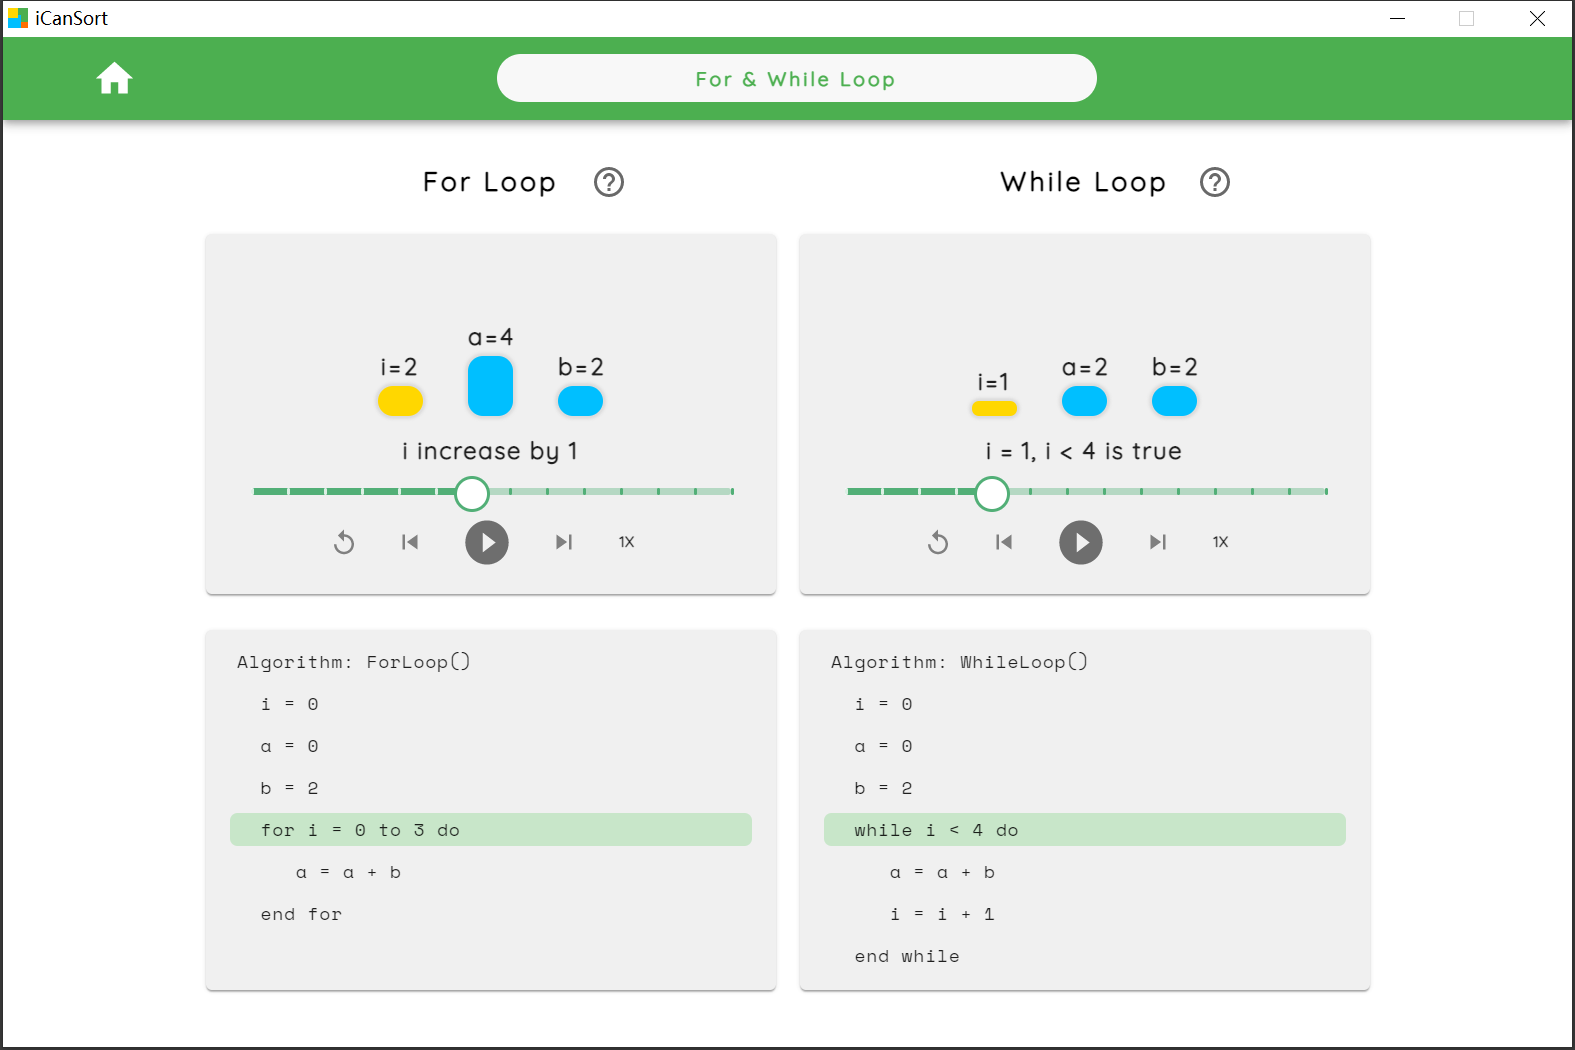 iCanSort
For & While Loop
For Loop
While Loop
a=4
i=2
b=2
i increase by 1
1X
i=1
a=2
b=2
i = 1, i < 4 is true
1X
Algorithm: ForLoop()
i = 0
a = 0
b = 2
for i = 0 to 3 do
a = a + b
end for
Algorithm: WhileLoop()
i = 0
a = 0
b = 2
while i < 4 do
a = a + b
i = i + 1
end while